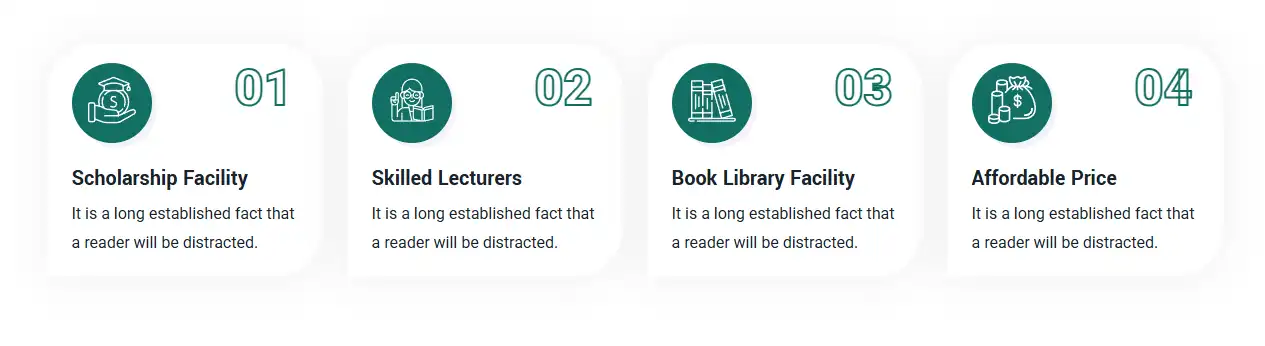 01
Scholarship Facility
It is a long established fact that
a reader will be distracted.
02
Skilled Lecturers
It is a long established fact that
a reader will be distracted.
03
Book Library Facility
It is a long established fact that
a reader will be distracted.
04
Affordable Price
It is a long established fact that
a reader will be distracted.